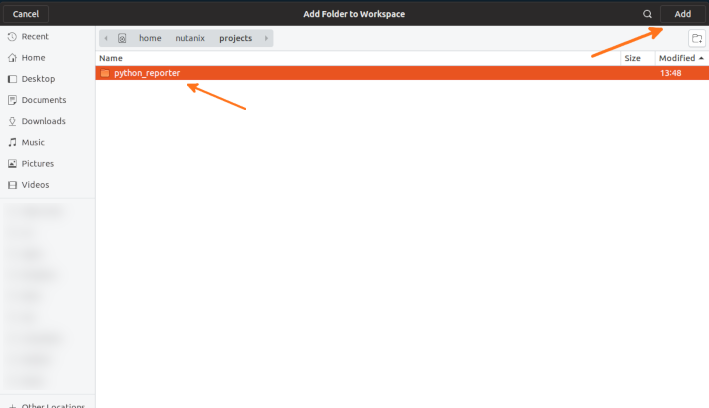 Cancel
Add Folder to Workspace
Add
home nutanix projects
Name Size Modified
python_reporter 13:48
Recent
Home
Desktop
Documents
Downloads
Music
Pictures
Videos
+ Other Locations